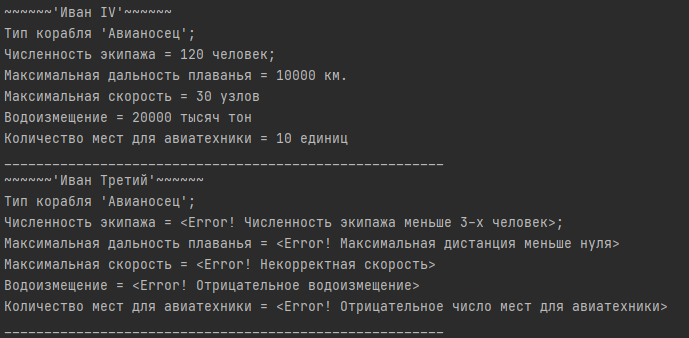 ~~~~~~'Иван IV'~~~~~~
Тип корабля 'Авианосец';
Численность экипажа = 120 человек;
Максимальная дальность плаванья = 10000 км.
Максимальная скорость = 30 узлов
Водоизмещение = 20000 тысяч тон
Количество мест для авиатехники = 10 единиц
_______________________________________________________
~~~~~~'Иван Третий'~~~~~~
Тип корабля 'Авианосец';
Численность экипажа = <Error! Численность экипажа меньше 3-х человек>;
Максимальная дальность плаванья = <Error! Максимальная дистанция меньше нуля>
Максимальная скорость = <Error! Некорректная скорость>
Водоизмещение = <Error! Отрицательное водоизмещение>
Количество мест для авиатехники = <Error! Отрицательное число мест для авиатехники>
_______________________________________________________